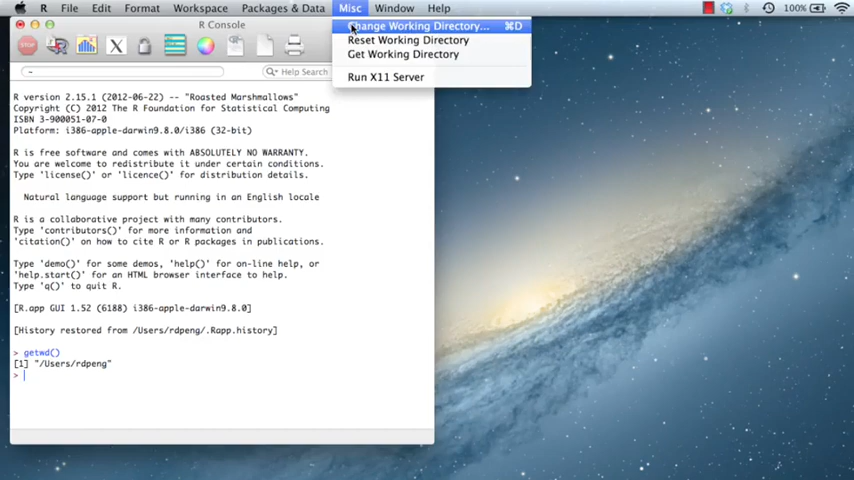 R File Edit Format Workspace Packages & Data Misc Window Help 100%
R Console
Change Working Directory... ⌘D
Reset Working Directory
Get Working Directory
Run X11 Server
~
Help Search
R version 2.15.1 (2012-06-22) -- "Roasted Marshmallows"
Copyright (C) 2012 The R Foundation for Statistical Computing
ISBN 3-900051-07-0
Platform: i386-apple-darwin9.8.0/i386 (32-bit)
R is free software and comes with ABSOLUTELY NO WARRANTY.
You are welcome to redistribute it under certain conditions.
Type 'license()' or 'licence()' for distribution details.
Natural language support but running in an English locale
R is a collaborative project with many contributors.
Type 'contributors()' for more information and
'citation()' on how to cite R or R packages in publications.
Type 'demo()' for some demos, 'help()' for on-line help, or
'help.start()' for an HTML browser interface to help.
Type 'q()' to quit R.
[R.app GUI 1.52 (6188) i386-apple-darwin9.8.0]
[History restored from /Users/rdpeng/.Rapp.history]
> getwd()
[1] "/Users/rdpeng"
>